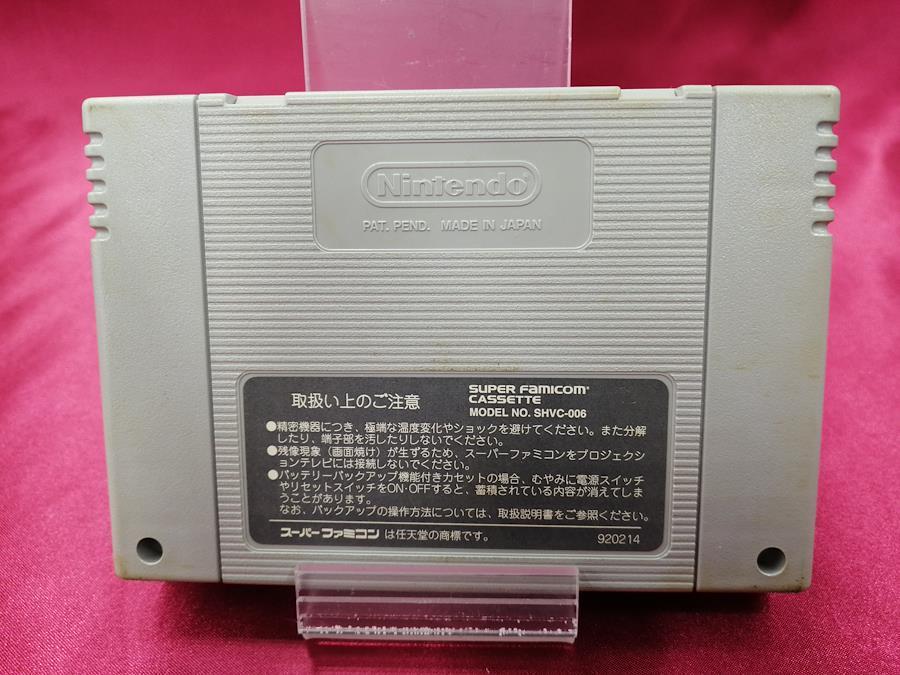 Nintendo
PAT. PEND. MADE IN JAPAN
取扱い上のご注意
SUPER FAMICOM
CASSETTE
MODEL NO. SHVC-006
●精密機器につき、極端な温度変化やショックを避けてください。また分解
したり、端子部を汚したりしないでください。
●残像現象（画面焼け）が生ずるため、スーパーファミコンをプロジェクシ
ョンテレビには接続しないでください。
●バッテリーバックアップ機能付きカセットの場合、むやみに電源スイッチ
やリセットスイッチをON・OFFすると、蓄積されている内容が消えてしま
うことがあります。
なお、バックアップの操作方法については、取扱説明書をご参照ください。
スーパーファミコン は任天堂の商標です。
920214